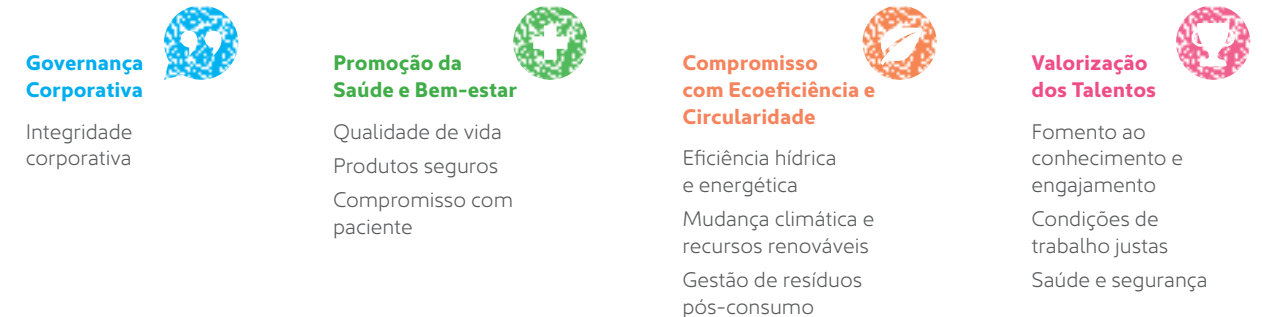 Governança
Corporativa
Integridade
corporativa
Promoção da
Saúde e Bem-estar
Qualidade de vida
Produtos seguros
Compromisso com
paciente
Compromisso
com Ecoeficiência e
Circularidade
Eficiência hídrica
e energética
Mudança climática e
recursos renováveis
Gestão de resíduos
pós-consumo
Valorização
dos Talentos
Fomento ao
conhecimento e
engajamento
Condições de
trabalho justas
Saúde e segurança